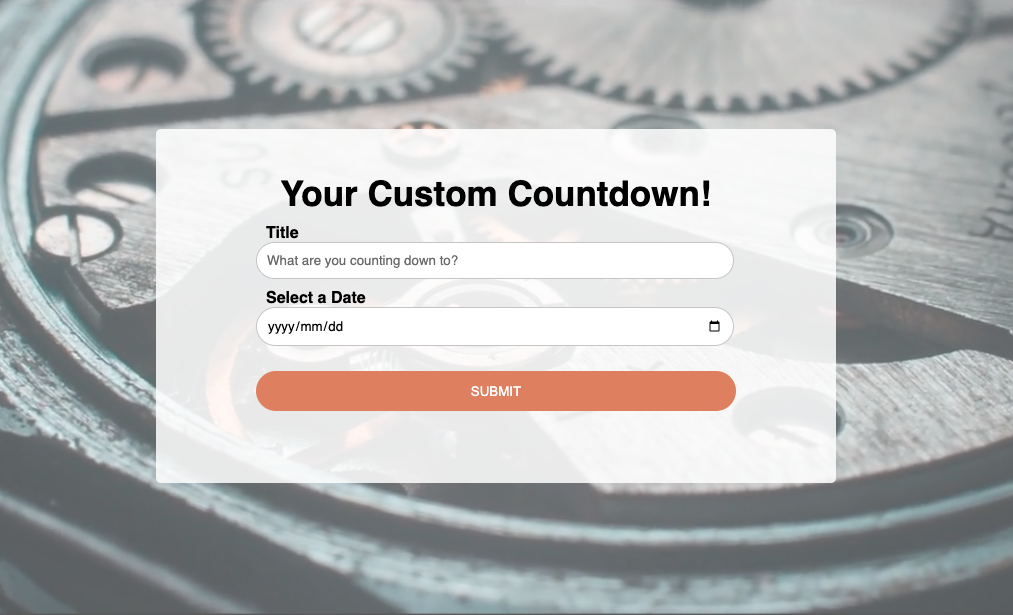 Your Custom Countdown!
Title
What are you counting down to?
Select a Date
yyyy/mm/dd
SUBMIT